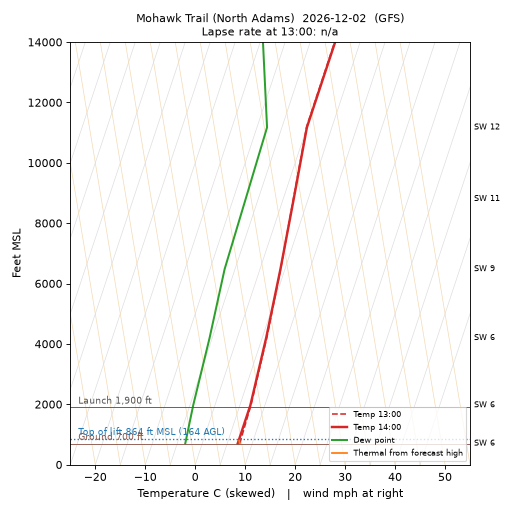 Mohawk Trail (North Adams)  2026-12-02  (GFS)
Lapse rate at 13:00: n/a
14000
12000
10000
8000
6000
4000
2000
0
Feet MSL
SW 12
SW 11
SW 9
SW 6
SW 6
SW 6
Launch 1,900 ft
Top of lift 864 ft MSL (164 AGL)
Ground 700 ft
Temp 13:00
Temp 14:00
Dew point
Thermal from forecast high
−20 −10 0 10 20 30 40 50
Temperature C (skewed)   |   wind mph at right